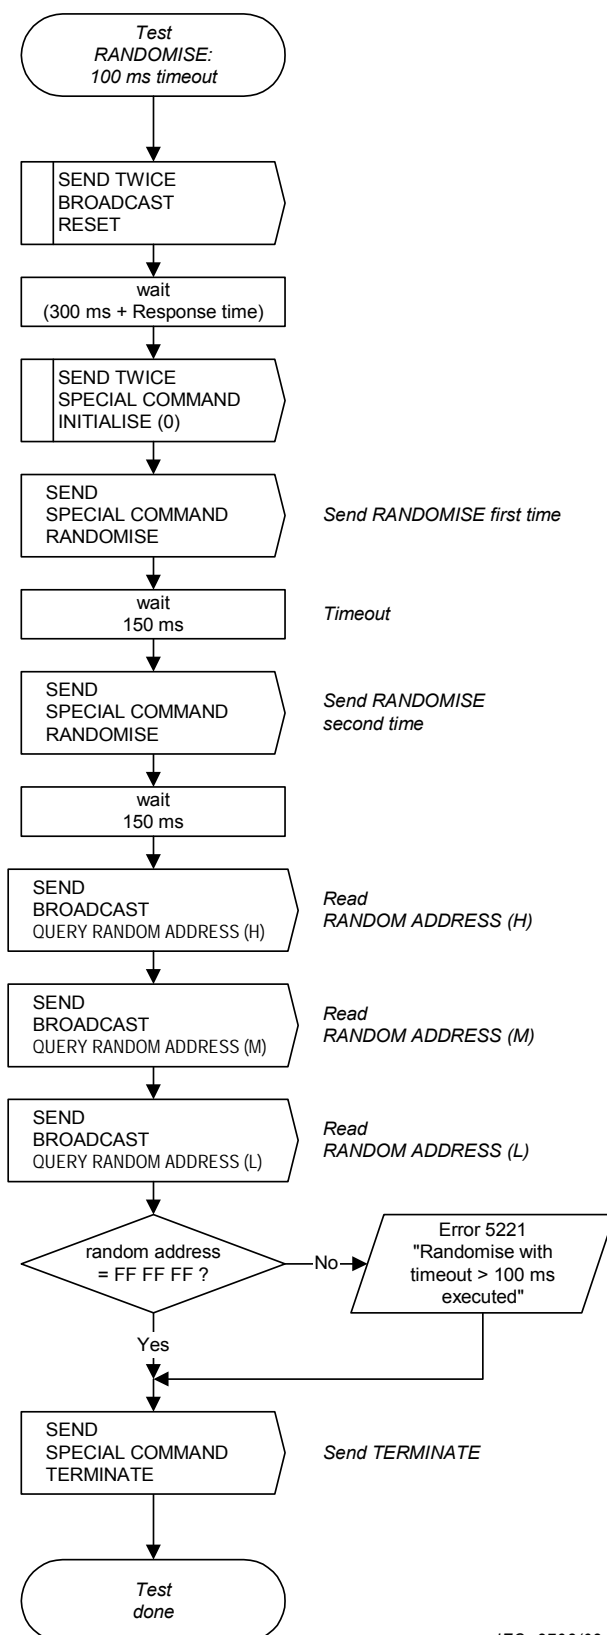 Test
RANDOMISE:
100 ms timeout
SEND TWICE
BROADCAST
RESET
wait
(300 ms + Response time)
SEND TWICE
SPECIAL COMMAND
INITIALISE (0)
SEND
SPECIAL COMMAND
RANDOMISE
Send RANDOMISE first time
wait
150 ms
Timeout
SEND
SPECIAL COMMAND
RANDOMISE
Send RANDOMISE
second time
wait
150 ms
SEND
BROADCAST
QUERY RANDOM ADDRESS (H)
Read
RANDOM ADDRESS (H)
SEND
BROADCAST
QUERY RANDOM ADDRESS (M)
Read
RANDOM ADDRESS (M)
SEND
BROADCAST
QUERY RANDOM ADDRESS (L)
Read
RANDOM ADDRESS (L)
random address
= FF FF FF ?
No
Error 5221
"Randomise with
timeout > 100 ms
executed"
Yes
SEND
SPECIAL COMMAND
TERMINATE
Send TERMINATE
Test
done